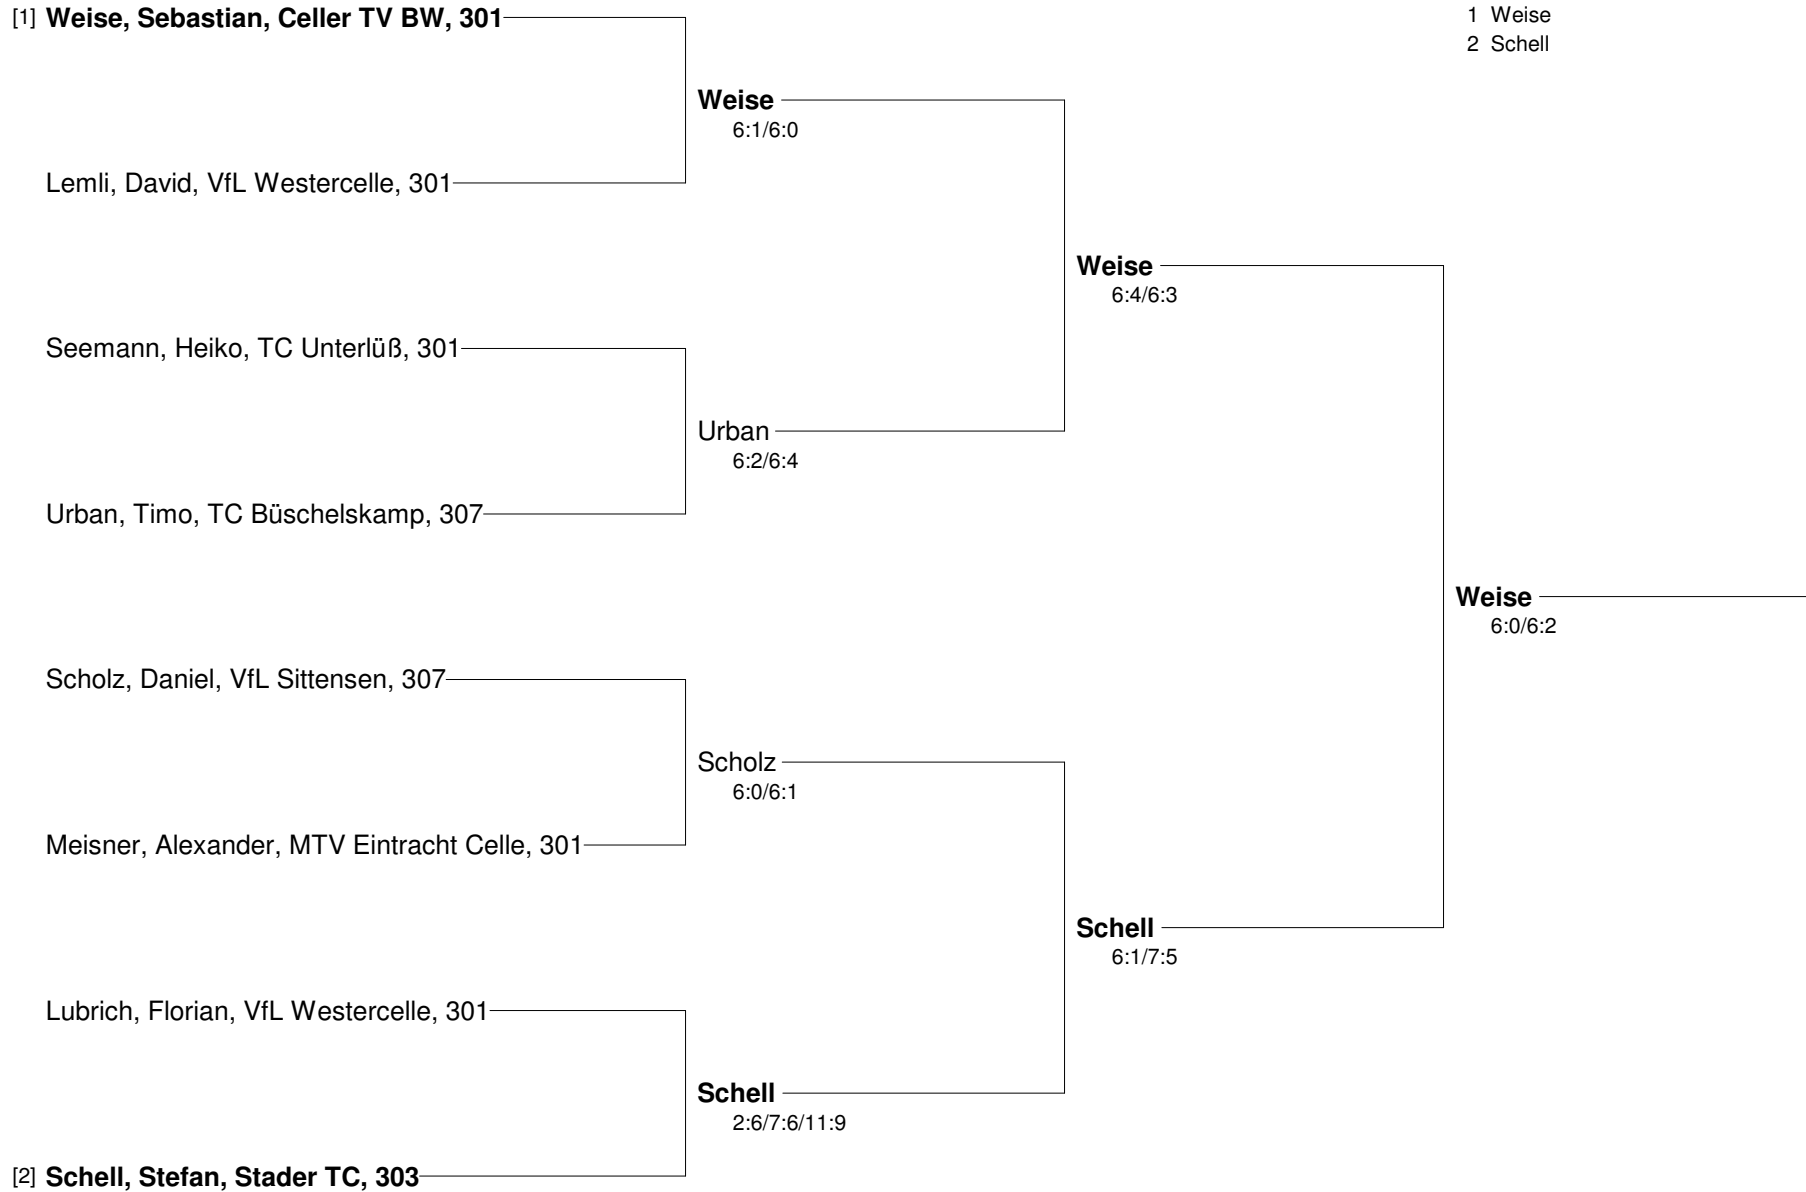 [1] Weise, Sebastian, Celler TV BW, 301
1 Weise
2 Schell
Weise
6:1/6:0
Lemli, David, VfL Westercelle, 301
Weise
6:4/6:3
Seemann, Heiko, TC Unterlüß, 301
Urban
6:2/6:4
Urban, Timo, TC Büschelskamp, 307
Weise
6:0/6:2
Scholz, Daniel, VfL Sittensen, 307
Scholz
6:0/6:1
Meisner, Alexander, MTV Eintracht Celle, 301
Schell
6:1/7:5
Lubrich, Florian, VfL Westercelle, 301
Schell
2:6/7:6/11:9
[2] Schell, Stefan, Stader TC, 303